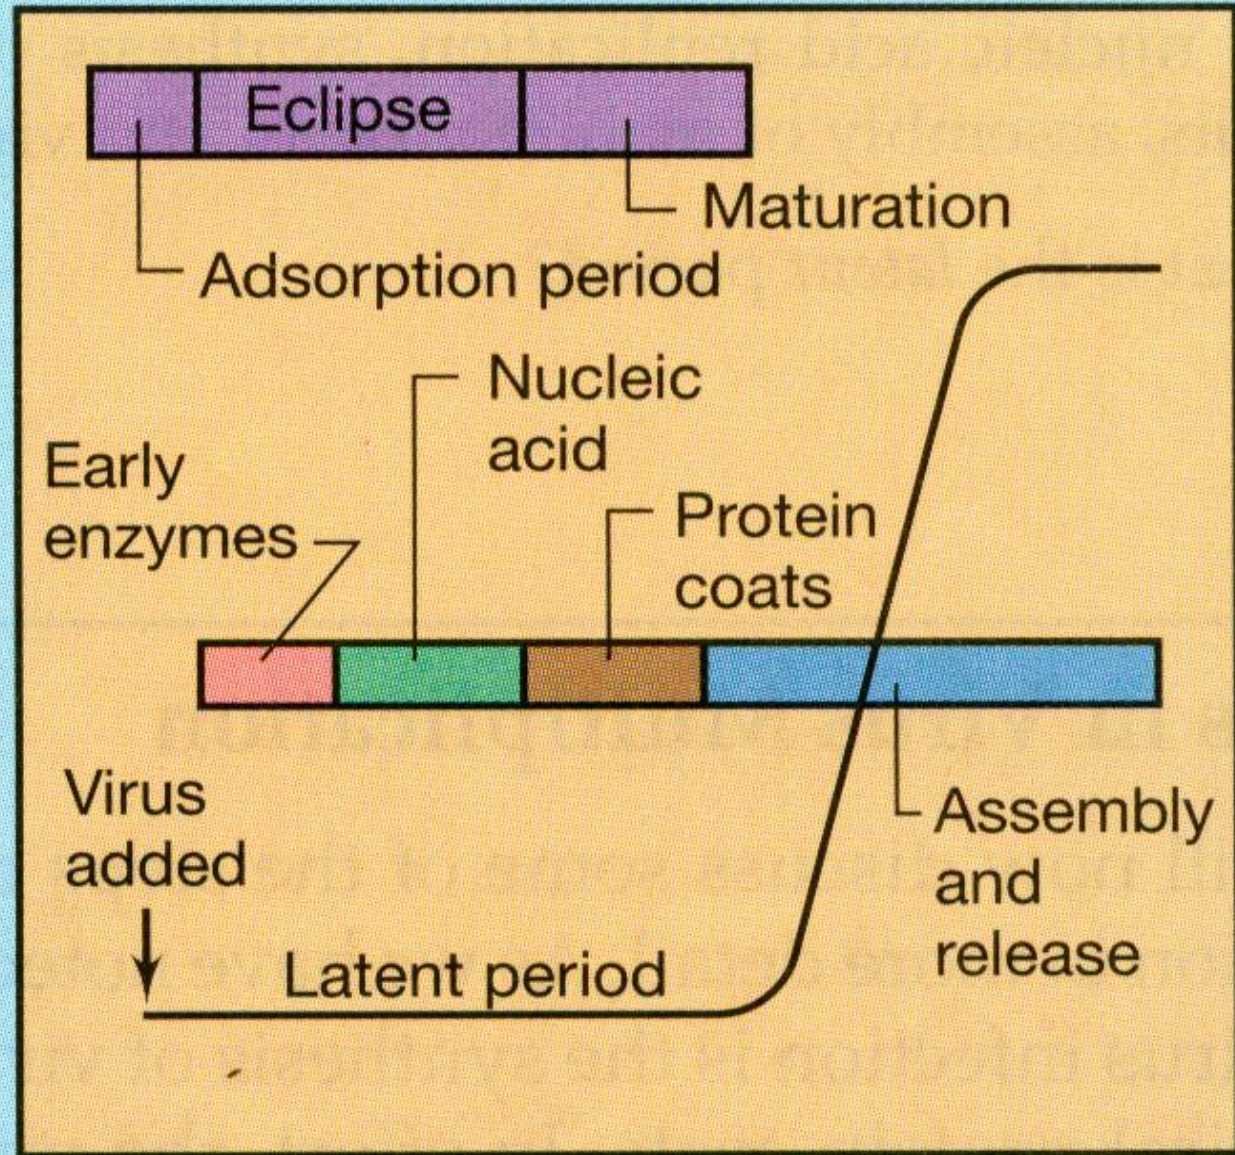 Eclipse
Maturation
Adsorption period
Nucleic
acid
Early
enzymes
Protein
coats
Virus
added
Assembly
and
release
Latent period